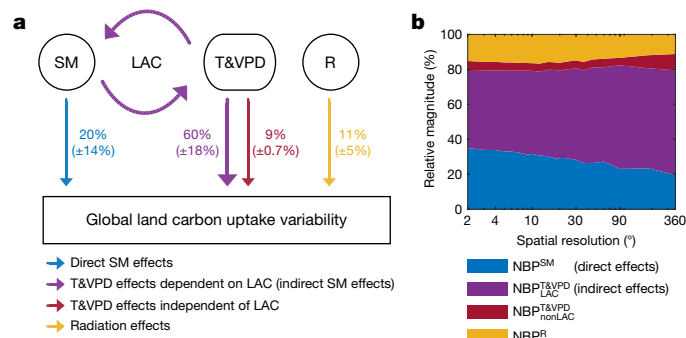 a
SM
LAC
T&VPD
R
20%
(±14%)
60%
(±18%)
9%
(±0.7%)
11%
(±5%)
Global land carbon uptake variability
Direct SM effects
T&VPD effects dependent on LAC (indirect SM effects)
T&VPD effects independent of LAC
Radiation effects
b
Relative magnitude (%)
100
80
60
40
20
0
2 4 10 30 90 360
Spatial resolution (°)
NBP^SM (direct effects)
NBP^T&VPD_LAC (indirect effects)
NBP^T&VPD_nonLAC
NBP^R